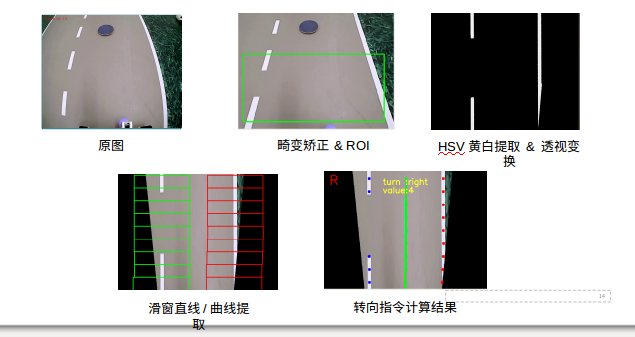 原图
畸变矫正 & ROI
HSV 黄白提取 & 透视变
换
R
turn :right
value:4
滑窗直线 / 曲线提
取
转向指令计算结果
14